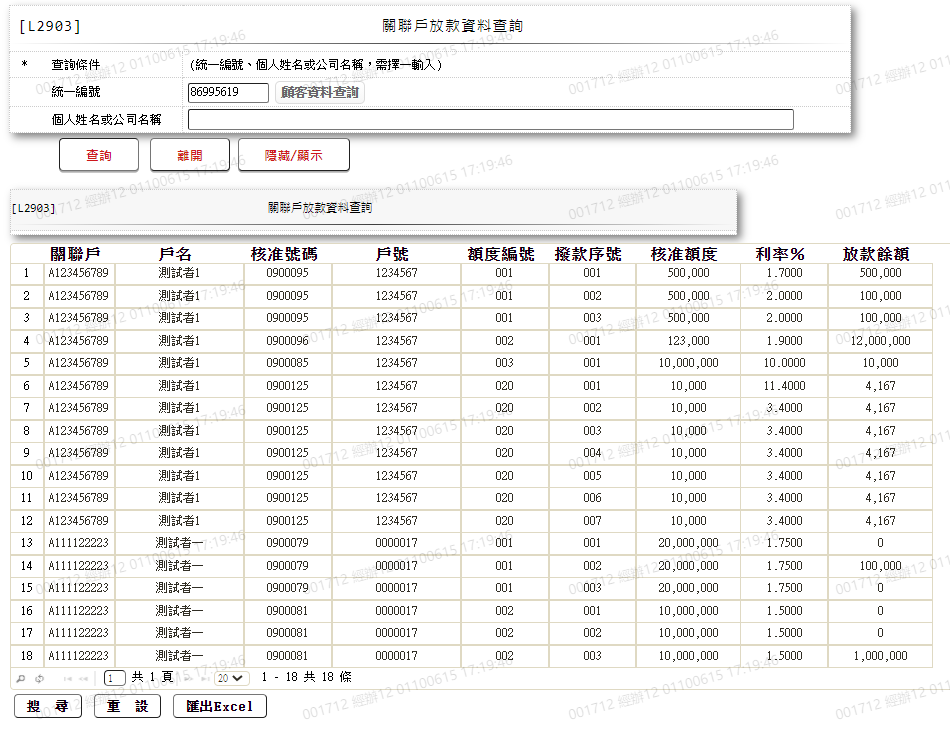 [L2903] 關聯戶放款資料查詢
* 查詢條件 (統一編號、個人姓名或公司名稱，需擇一輸入)
統一編號 86995619 顧客資料查詢
個人姓名或公司名稱
查詢 離開 隱藏/顯示
[L2903] 關聯戶放款資料查詢
關聯戶 戶名 核准號碼 戶號 額度編號 撥款序號 核准額度 利率% 放款餘額
1 A123456789 測試者1 0900095 1234567 001 001 500,000 1.7000 500,000
2 A123456789 測試者1 0900095 1234567 001 002 500,000 2.0000 100,000
3 A123456789 測試者1 0900095 1234567 001 003 500,000 2.0000 100,000
4 A123456789 測試者1 0900096 1234567 002 001 123,000 1.9000 12,000,000
5 A123456789 測試者1 0900085 1234567 003 001 10,000,000 10.0000 10,000
6 A123456789 測試者1 0900125 1234567 020 001 10,000 11.4000 4,167
7 A123456789 測試者1 0900125 1234567 020 002 10,000 3.4000 4,167
8 A123456789 測試者1 0900125 1234567 020 003 10,000 3.4000 4,167
9 A123456789 測試者1 0900125 1234567 020 004 10,000 3.4000 4,167
10 A123456789 測試者1 0900125 1234567 020 005 10,000 3.4000 4,167
11 A123456789 測試者1 0900125 1234567 020 006 10,000 3.4000 4,167
12 A123456789 測試者1 0900125 1234567 020 007 10,000 3.4000 4,167
13 A111122223 測試者一 0900079 0000017 001 001 20,000,000 1.7500 0
14 A111122223 測試者一 0900079 0000017 001 002 20,000,000 1.7500 100,000
15 A111122223 測試者一 0900079 0000017 001 003 20,000,000 1.7500 0
16 A111122223 測試者一 0900081 0000017 002 001 10,000,000 1.5000 0
17 A111122223 測試者一 0900081 0000017 002 002 10,000,000 1.5000 0
18 A111122223 測試者一 0900081 0000017 002 003 10,000,000 1.5000 1,000,000
1 共 1 頁 20 1 - 18 共 18 條
搜 尋 重 設 匯出Excel
001712 經辦12 01100615 17:19:46